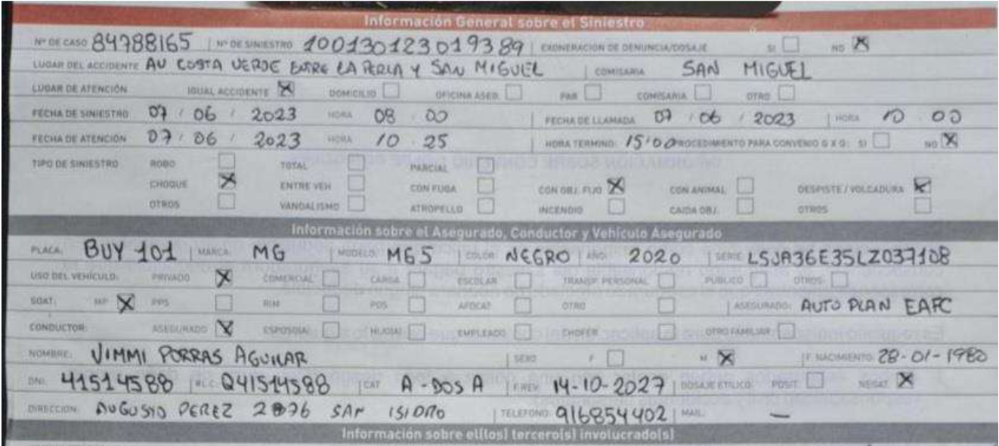 Información General sobre el Siniestro
Nº DE CASO 84788165 Nº DE SINIESTRO 1001301230193 89 EXONERACIÓN DE DENUNCIA/DOSAJE SI NO X
LUGAR DEL ACCIDENTE AV COSTA VERDE ENTRE LA PERLA Y SAN MIGUEL COMISARIA SAN MIGUEL
LUGAR DE ATENCIÓN IGUAL ACCIDENTE X DOMICILIO OFICINA ASEG. PAR COMISARIA OTRO
FECHA DE SINIESTRO 07 / 06 / 2023 HORA 08 : 00 FECHA DE LLAMADA 07 / 06 / 2023 HORA 10 : 00
FECHA DE ATENCIÓN 07 / 06 / 2023 HORA 10 : 25 HORA TERMINO: 15:00 PROCEDIMIENTO PARA CONVENIO G X G: SI NO X
TIPO DE SINIESTRO ROBO TOTAL PARCIAL
CHOQUE X ENTRE VEH CON FUGA CON OBJ. FIJO X CON ANIMAL DESPISTE / VOLCADURA X
OTROS VANDALISMO ATROPELLO INCENDIO CAIDA OBJ. OTROS
Información sobre el Asegurado, Conductor y Vehículo Asegurado
PLACA: BUY 101 MARCA: MG MODELO: MG5 COLOR: NEGRO AÑO: 2020 SERIE: LSJA36E35LZ037108
USO DEL VEHÍCULO: PRIVADO X COMERCIAL CARGA ESCOLAR TRANSP. PERSONAL PUBLICO OTROS
SOAT: MP X PPS RIM POS AFOCAT OTRO ASEGURADO: AUTO PLAN EAFC
CONDUCTOR: ASEGURADO X ESPOSO(A) HIJO(A) EMPLEADO CHOFER OTRO FAMILIAR
NOMBRE: VIMMI PORRAS AGUILAR SEXO F M X F. NACIMIENTO: 28-01-1980
DNI: 41514588 N.L.C. Q41514588 CAT A-DOS A F.REV. 14-10-2027 DOSAJE ETILICO: POSIT. NEGAT. X
DIRECCIÓN: AUGUSTO PEREZ 2876 SAN ISIDRO TELEFONO: 916854402 MAIL: —
Información sobre el(los) tercero(s) involucrado(s)